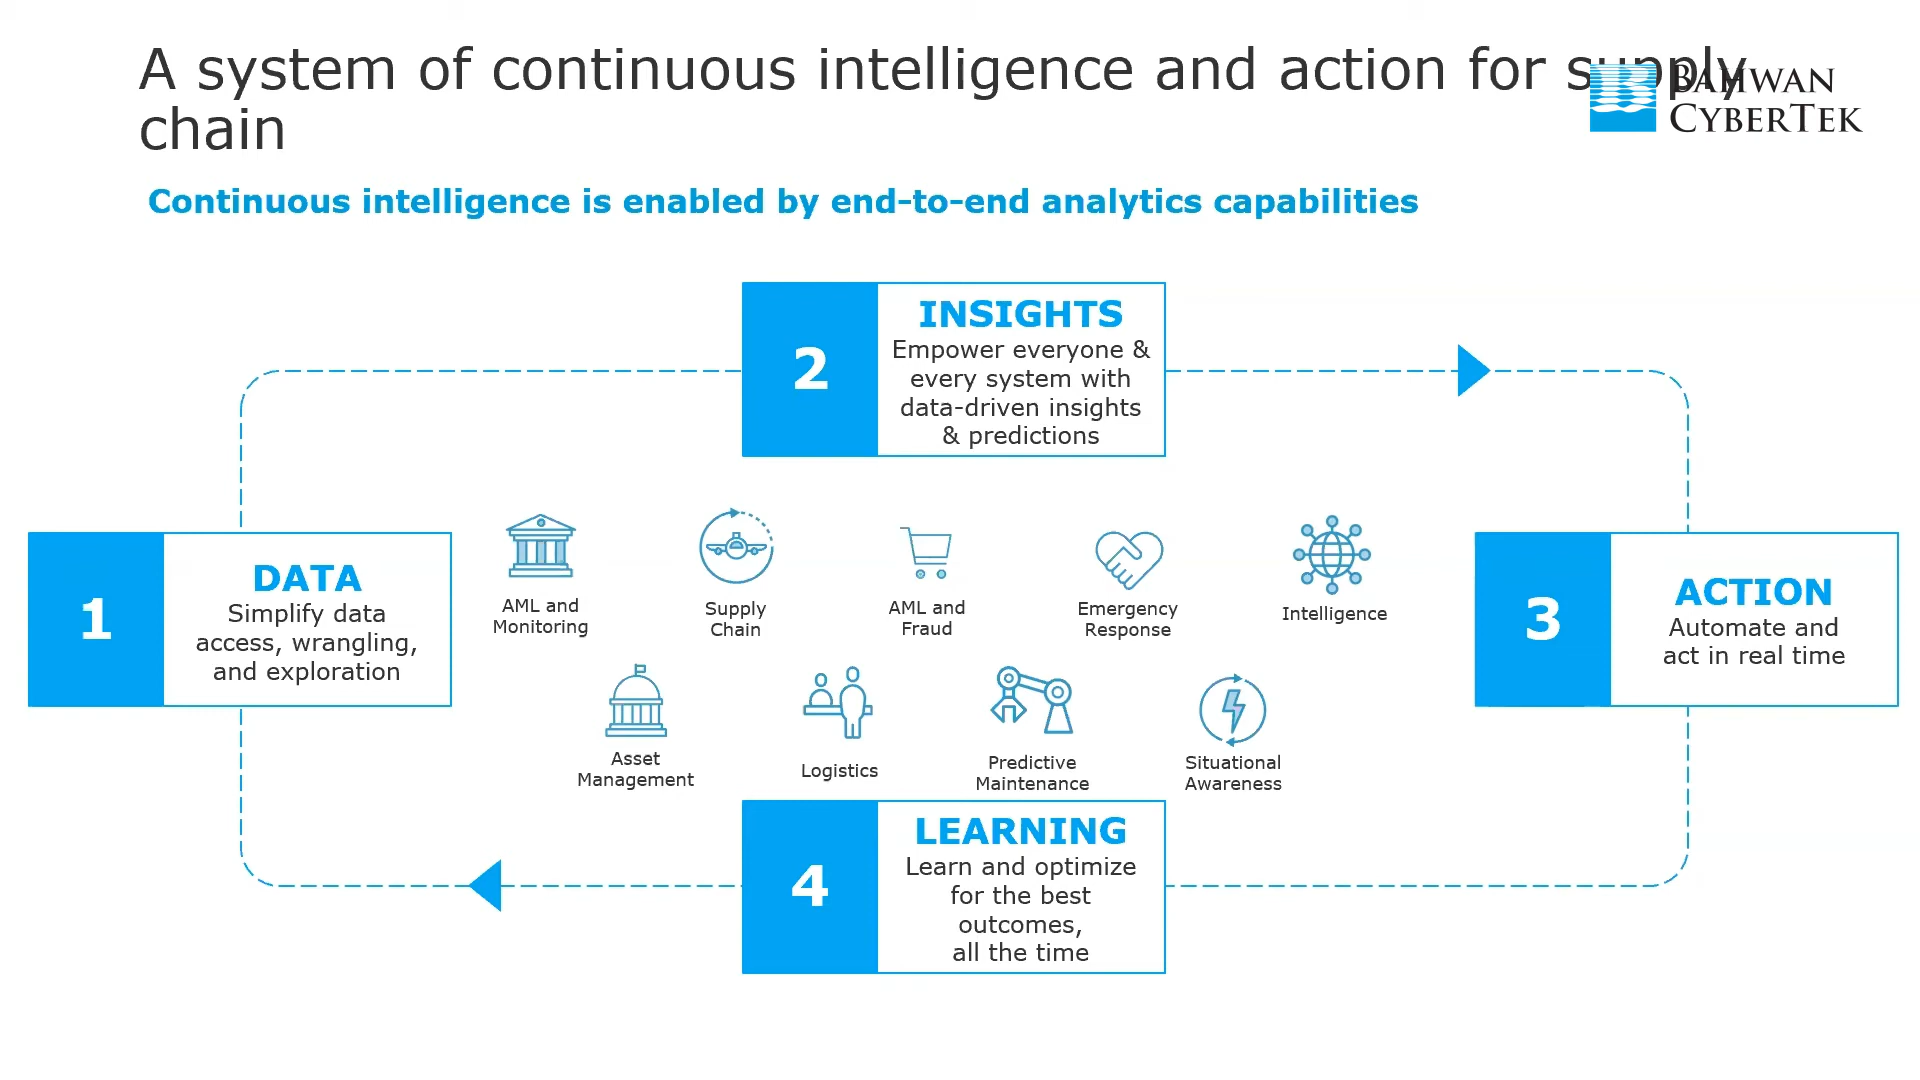 A system of continuous intelligence and action for supply
chain
BAHWAN
CYBERTEK
Continuous intelligence is enabled by end-to-end analytics capabilities
2
INSIGHTS
Empower everyone &
every system with
data-driven insights
& predictions
1
DATA
Simplify data
access, wrangling,
and exploration
AML and
Monitoring
Supply
Chain
AML and
Fraud
Emergency
Response
Intelligence
3
ACTION
Automate and
act in real time
Asset
Management
Logistics
Predictive
Maintenance
Situational
Awareness
4
LEARNING
Learn and optimize
for the best
outcomes,
all the time